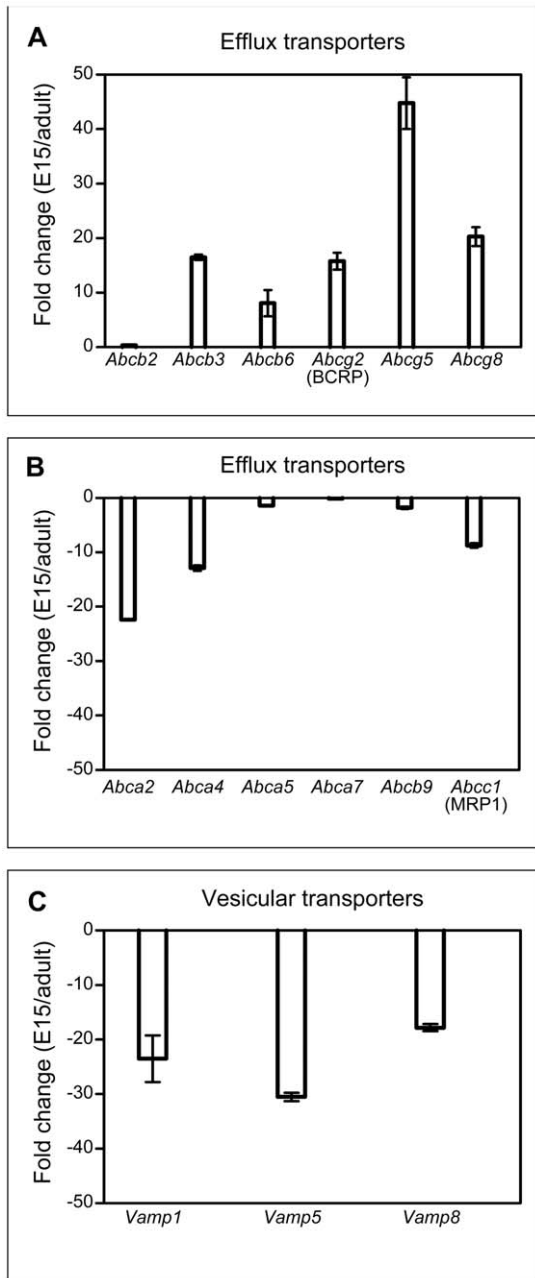 A
Efflux transporters
Fold change (E15/adult)
50
40
30
20
10
0
Abcb2 Abcb3 Abcb6 Abcg2 Abcg5 Abcg8
(BCRP)
B
Efflux transporters
Fold change (E15/adult)
0
-10
-20
-30
-40
-50
Abca2 Abca4 Abca5 Abca7 Abcb9 Abcc1
(MRP1)
C
Vesicular transporters
Fold change (E15/adult)
0
-10
-20
-30
-40
-50
Vamp1 Vamp5 Vamp8